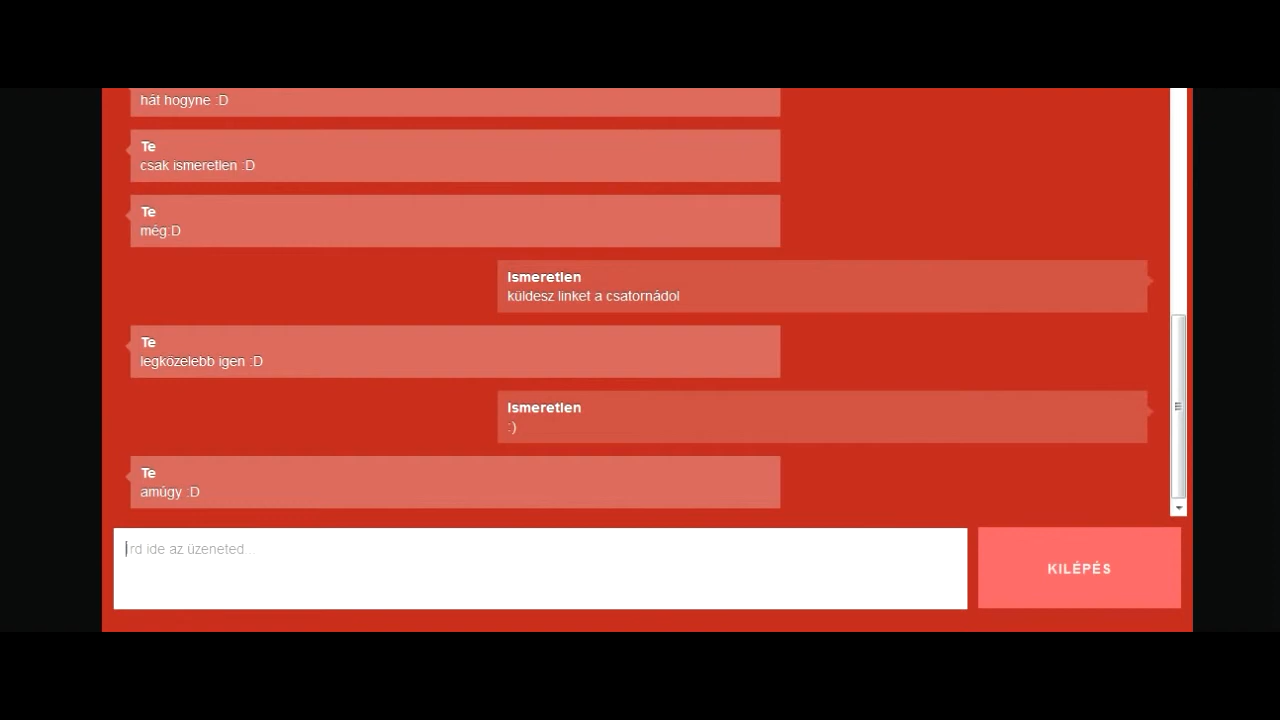 hát hogyne :D
Te
csak ismeretlen :D
Te
még:D
Ismeretlen
küldesz linket a csatornádol
Te
legközelebb igen :D
Ismeretlen
:)
Te
amúgy :D
Írd ide az üzeneted...
KILÉPÉS